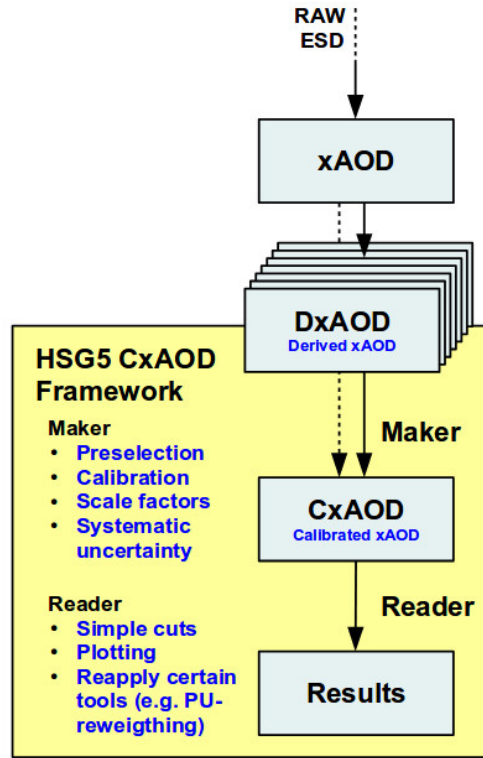 RAW
ESD
xAOD
DxAOD
Derived xAOD
HSG5 CxAOD
Framework
Maker
• Preselection
• Calibration
• Scale factors
• Systematic
uncertainty
Maker
CxAOD
Calibrated xAOD
Reader
Reader
• Simple cuts
• Plotting
• Reapply certain
tools (e.g. PU-
reweigthing)
Results